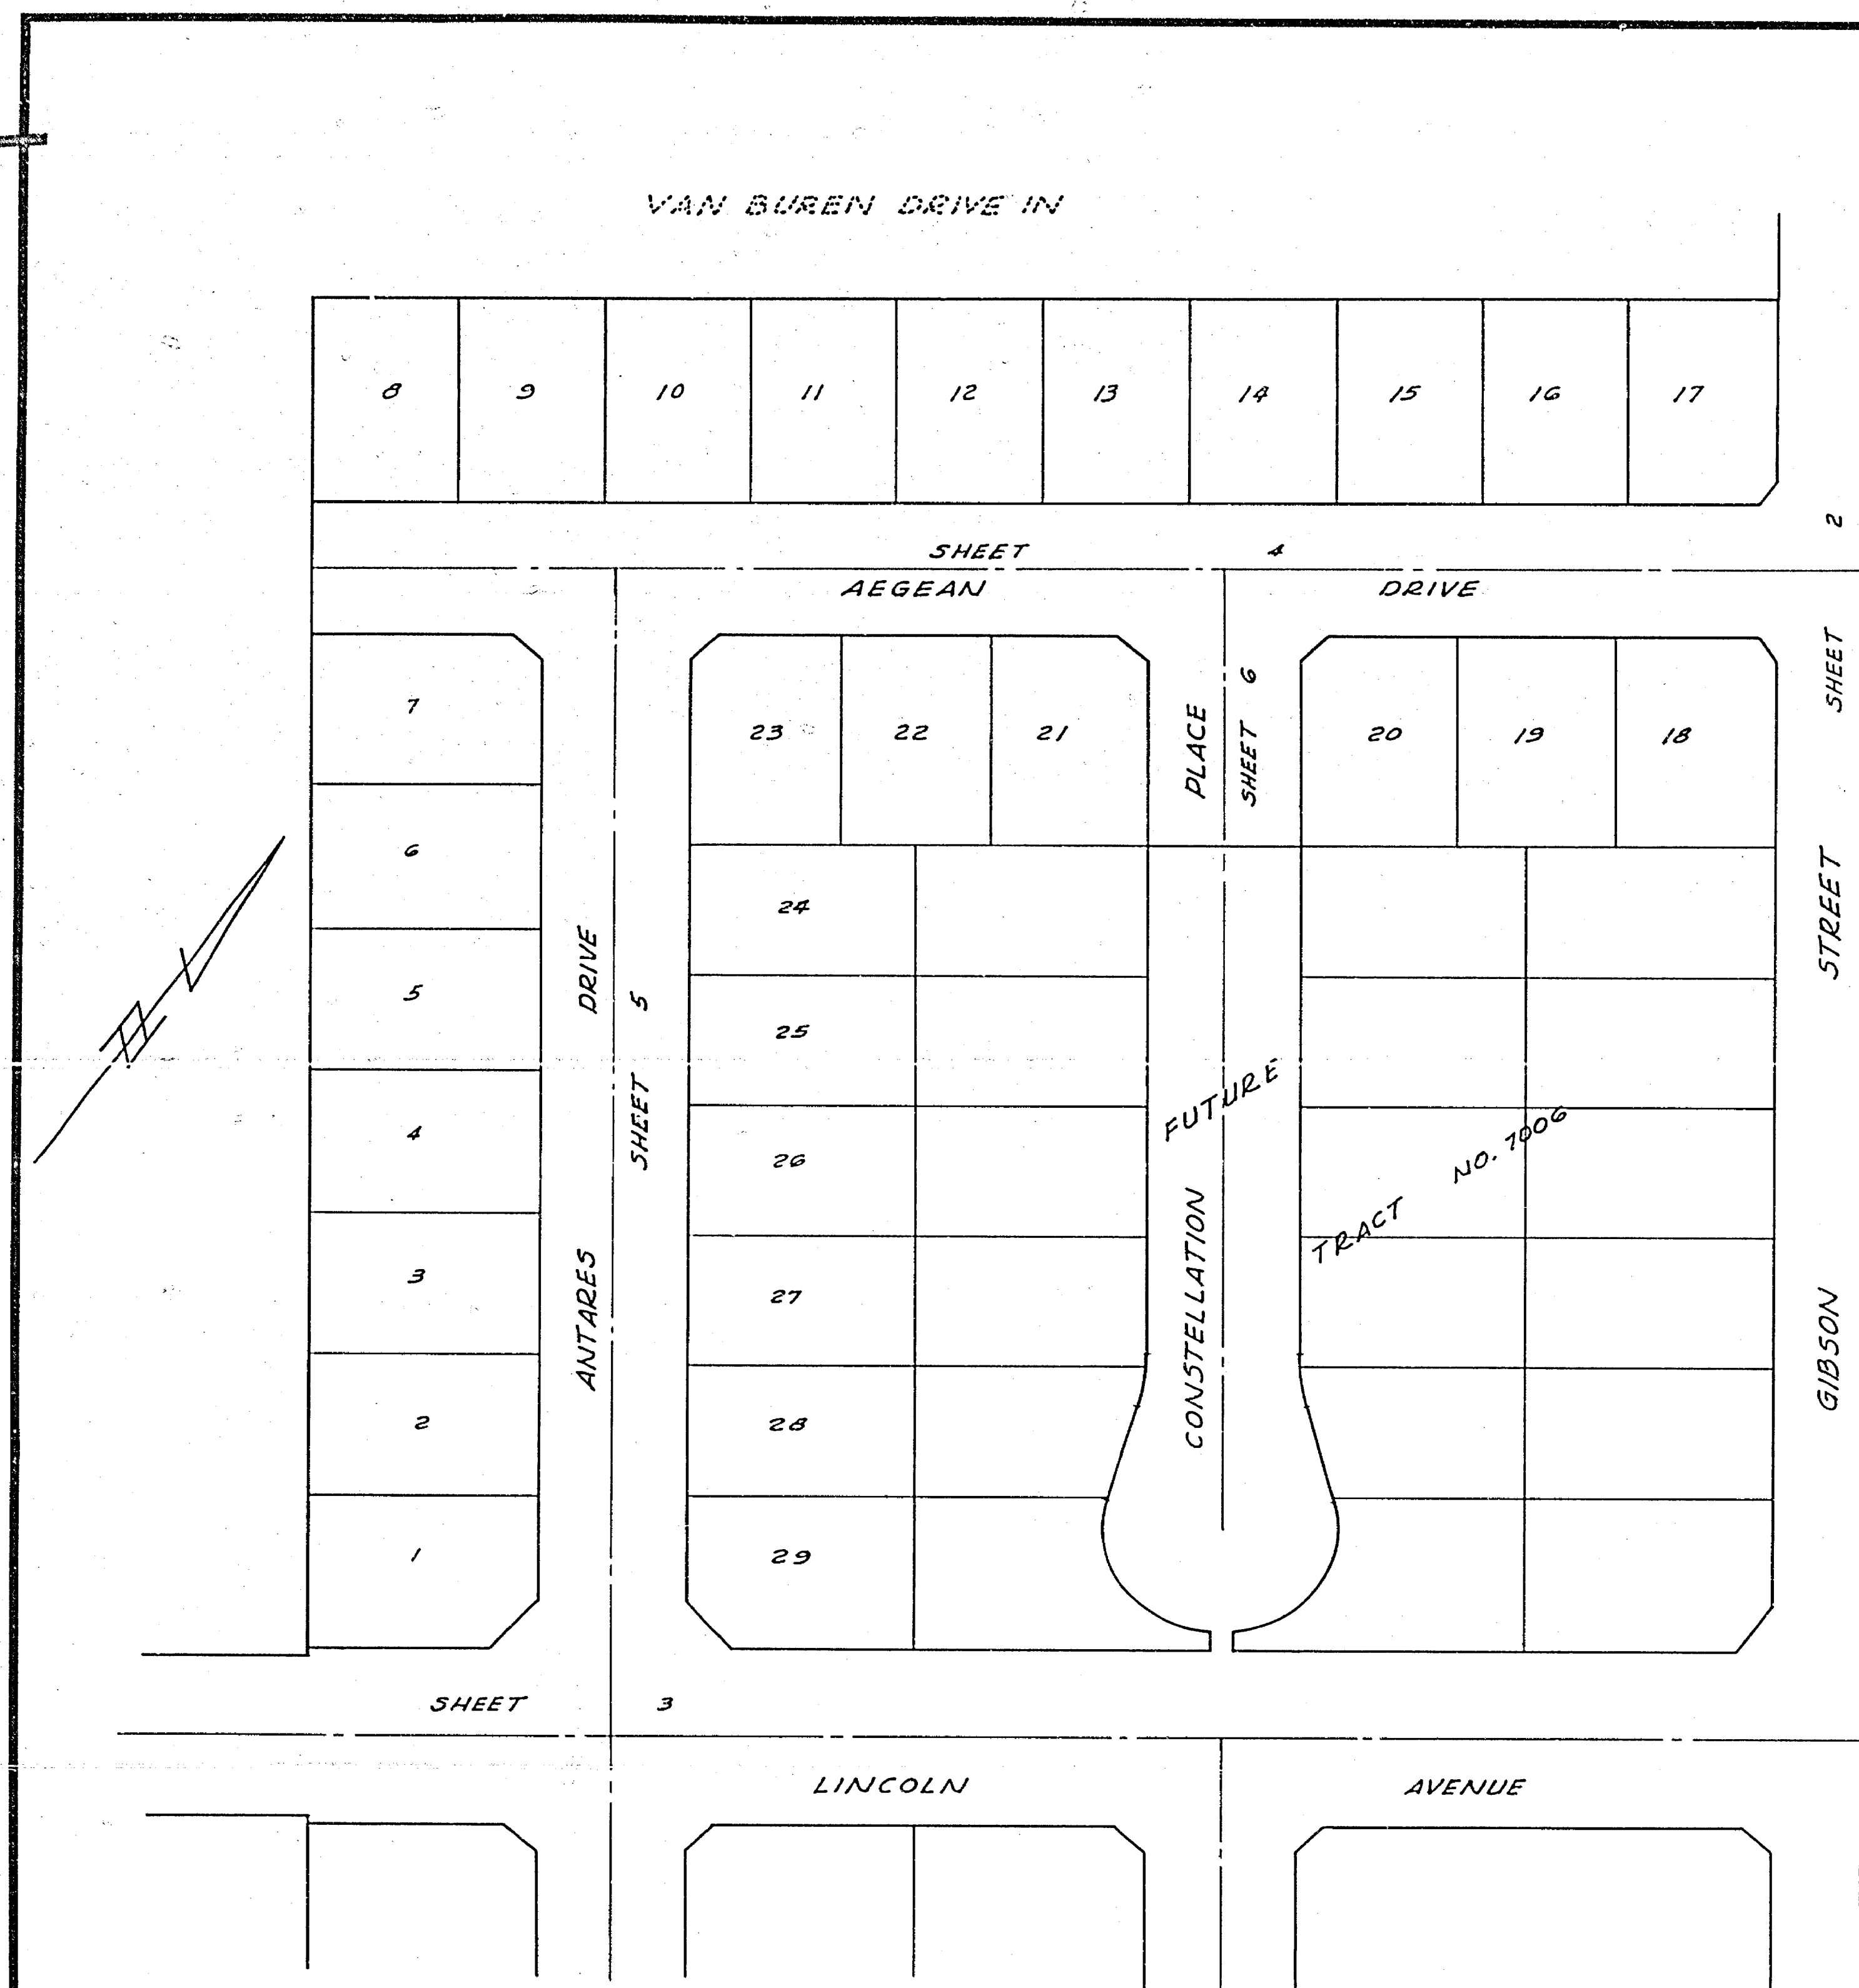 VAN BUREN DRIVE IN
8 9 10 11 12 13 14 15 16 17
SHEET 4
AEGEAN DRIVE
SHEET 2
7
6
5
4
3
2
1
ANTARES DRIVE
SHEET 5
23 22 21
24
25
26
27
28
29
CONSTELLATION PLACE
SHEET 6
20 19 18
FUTURE
TRACT NO. 7006
GIBSON STREET
N
SHEET 3
LINCOLN AVENUE